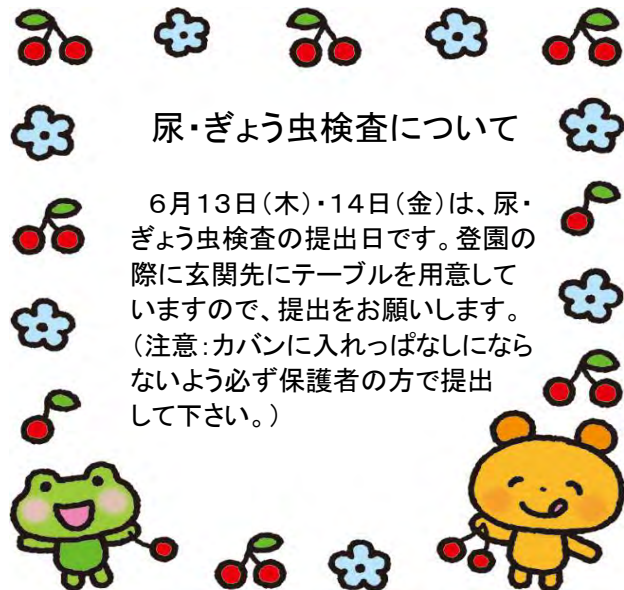 尿・ぎょう虫検査について
６月１３日（木）・１４日（金）は、尿・
ぎょう虫検査の提出日です。登園の
際に玄関先にテーブルを用意して
いますので、提出をお願いします。
（注意：カバンに入れっぱなしになら
ないよう必ず保護者の方で提出
して下さい。）